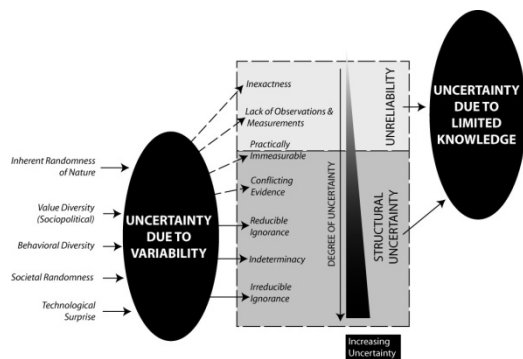 Inherent Randomness
of Nature
Value Diversity
(Sociopolitical)
Behavioral Diversity
Societal Randomness
Technological
Surprise
UNCERTAINTY
DUE TO
VARIABILITY
Inexactness
Lack of Observations &
Measurements
Practically
Immeasurable
Conflicting
Evidence
Reducible
Ignorance
Indeterminacy
Irreducible
Ignorance
DEGREE OF UNCERTAINTY
Increasing
Uncertainty
UNRELIABILITY
STRUCTURAL
UNCERTAINTY
UNCERTAINTY
DUE TO
LIMITED
KNOWLEDGE